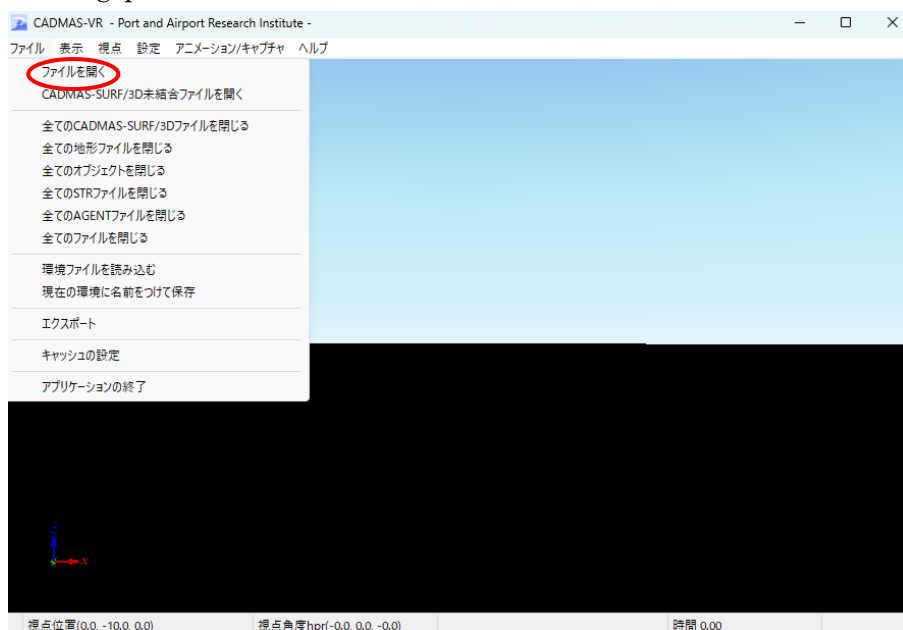 CADMAS-VR - Port and Airport Research Institute -
ファイル 表示 視点 設定 アニメーション/キャプチャ ヘルプ
ファイルを開く
CADMAS-SURF/3D未結合ファイルを開く
全てのCADMAS-SURF/3Dファイルを閉じる
全ての地形ファイルを閉じる
全てのオブジェクトを閉じる
全てのSTRファイルを閉じる
全てのAGENTファイルを閉じる
全てのファイルを閉じる
環境ファイルを読み込む
現在の環境に名前をつけて保存
エクスポート
キャッシュの設定
アプリケーションの終了
Z
y X
視点位置(0.0, -10.0, 0.0) 視点角度hpr(-0.0, 0.0, -0.0) 時間 0.00